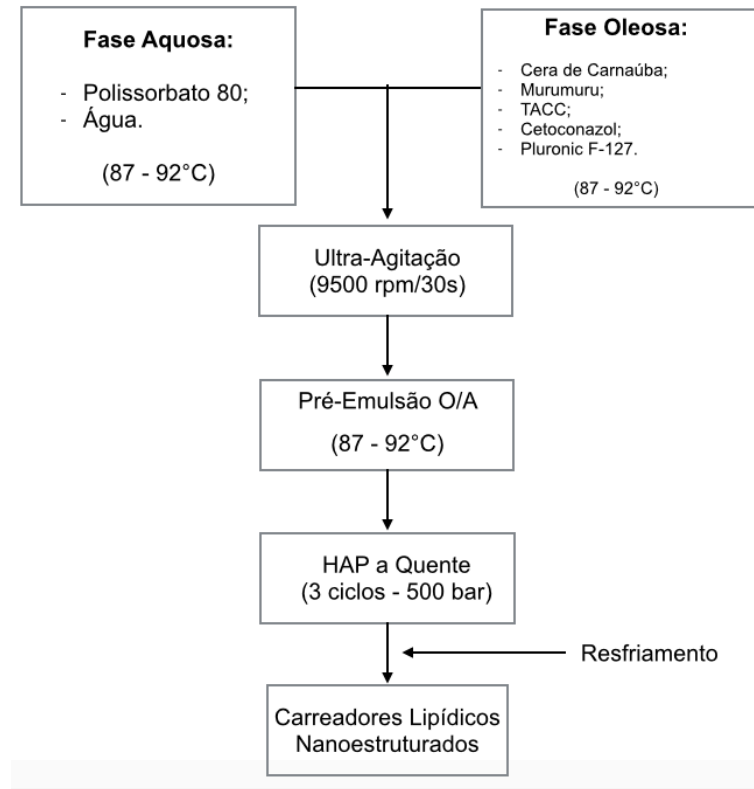 Fase Aquosa:
- Polissorbato 80;
- Água.
(87 - 92°C)
Fase Oleosa:
- Cera de Carnaúba;
- Murumuru;
- TACC;
- Cetoconazol;
- Pluronic F-127.
(87 - 92°C)
Ultra-Agitação
(9500 rpm/30s)
Pré-Emulsão O/A
(87 - 92°C)
HAP a Quente
(3 ciclos - 500 bar)
Resfriamento
Carreadores Lipídicos
Nanoestruturados